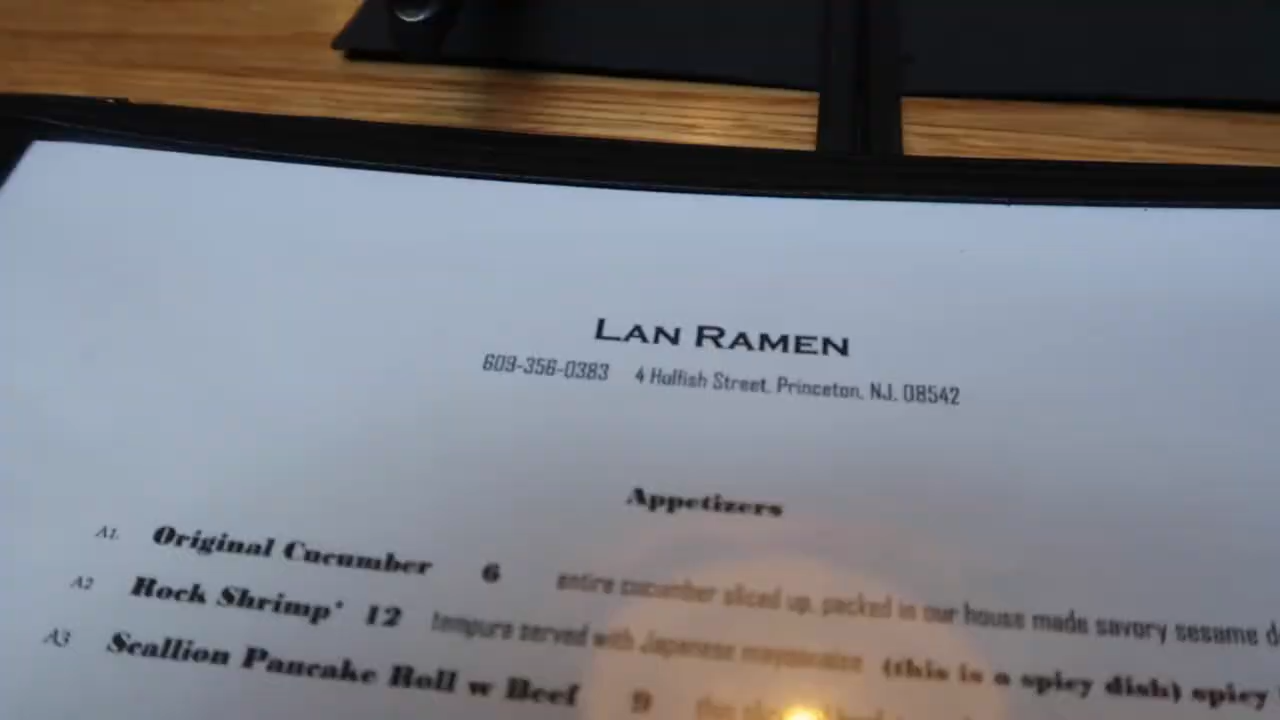 LAN RAMEN
609-356-0383 4 Hulfish Street, Princeton, NJ, 08542
Appetizers
A1. Original Cucumber 6 entire cucumber sliced up, packed in our house made savory sesame
A2 Rock Shrimp* 12 tempura served with Japanese mayonnaise (this is a spicy dish) spicy
A3 Scallion Pancake Roll w Beef 9